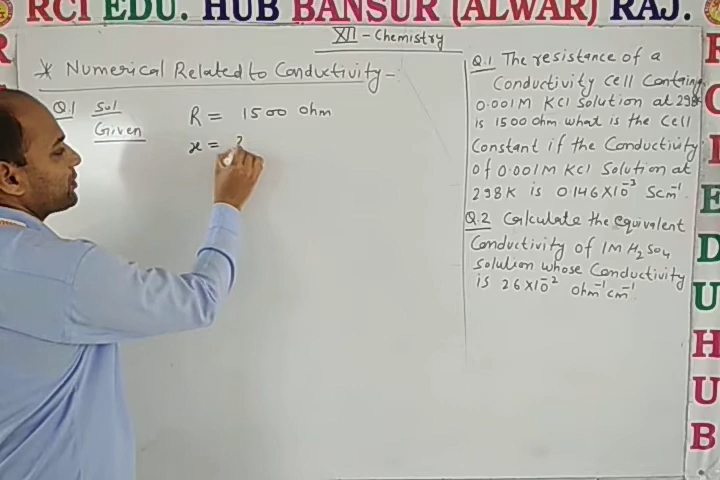 RCI EDU. HUB BANSUR (ALWAR) RAJ.
XII - Chemistry
* Numerical Related to Conductivity - :
Q.1 Sol
Given
R = 1500 ohm
x = ?
Q.1 The resistance of a
Conductivity Cell Containing
0.001M KCl Solution at 298K
is 1500 ohm what is the Cell
Constant if the Conductivity
of 0.001M KCl Solution at
298K is 0.146×10⁻³ Scm⁻¹.
Q.2 Calculate the equivalent
Conductivity of 1M H₂SO₄
Solution whose Conductivity
is 26×10⁻² ohm⁻¹cm⁻¹.
R
R
C
I
E
D
U
H
U
B